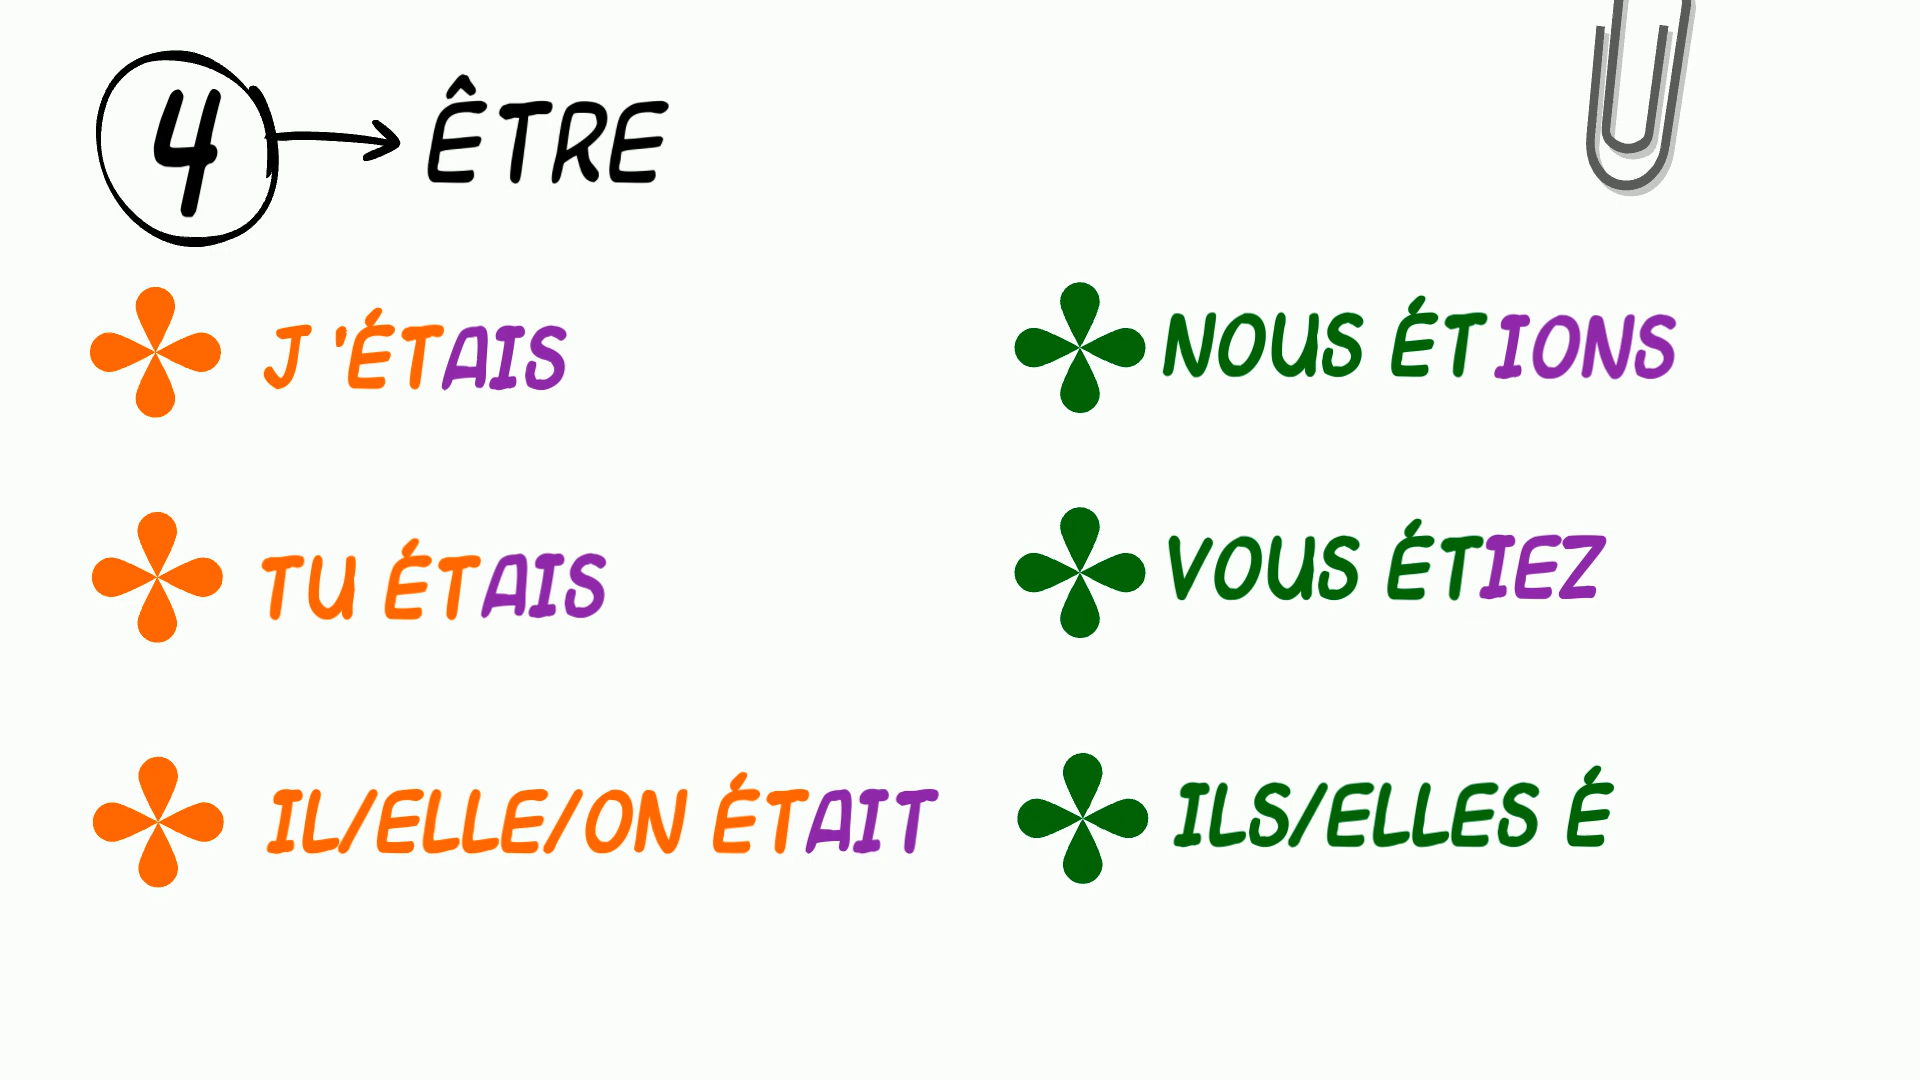 4 → ÊTRE
J'ÉTAIS
TU ÉTAIS
IL/ELLE/ON ÉTAIT
NOUS ÉTIONS
VOUS ÉTIEZ
ILS/ELLES É